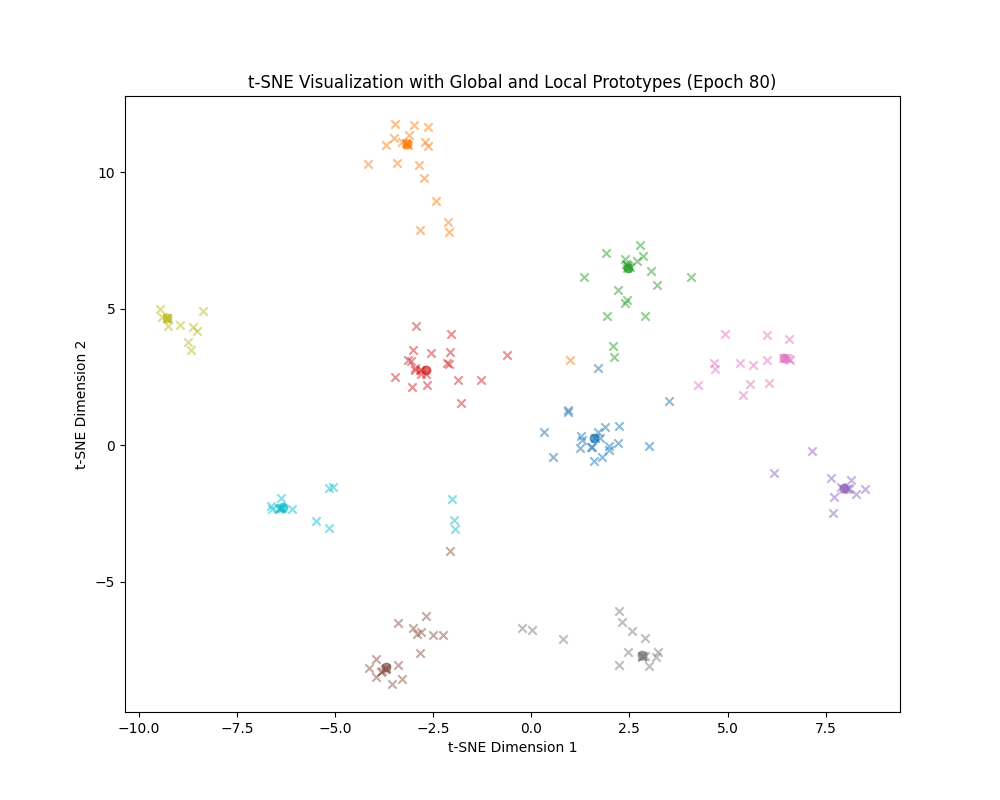 t-SNE Visualization with Global and Local Prototypes (Epoch 80)
10
5
0
−5
t-SNE Dimension 2
−10.0 −7.5 −5.0 −2.5 0.0 2.5 5.0 7.5
t-SNE Dimension 1